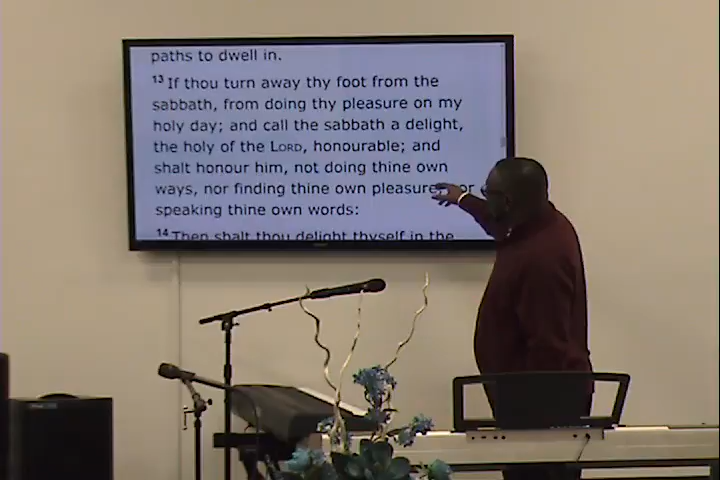 paths to dwell in.
13 If thou turn away thy foot from the
sabbath, from doing thy pleasure on my
holy day; and call the sabbath a delight,
the holy of the LORD, honourable; and
shalt honour him, not doing thine own
ways, nor finding thine own pleasure, nor
speaking thine own words:
14 Then shalt thou delight thyself in the